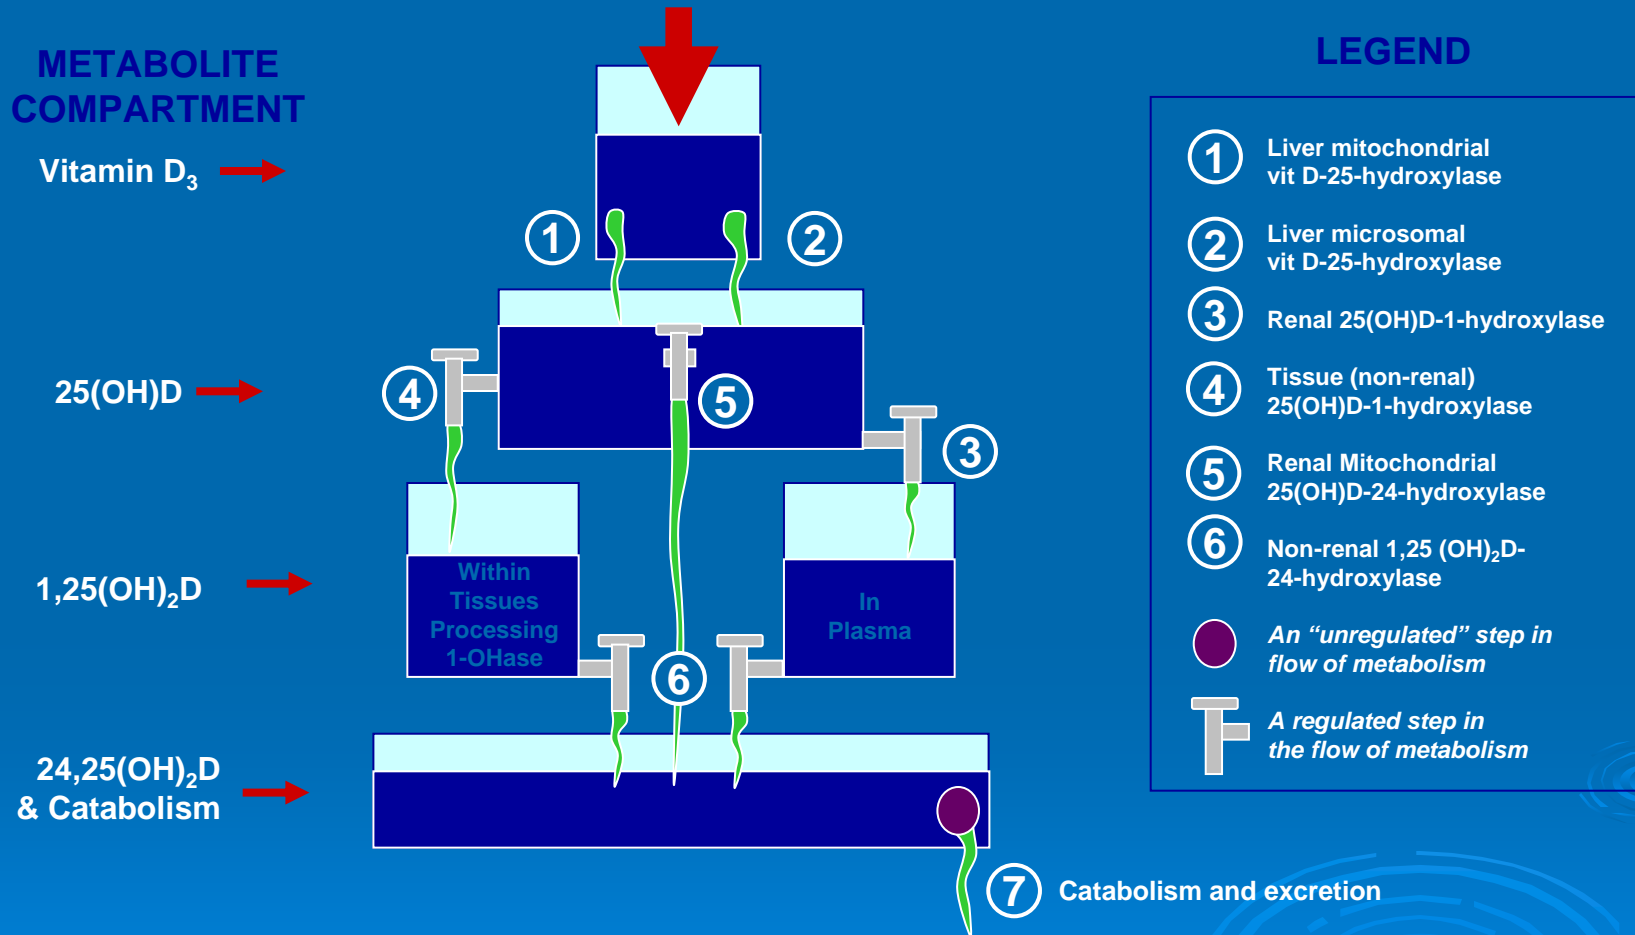 METABOLITE
COMPARTMENT
Vitamin D₃
25(OH)D
1,25(OH)₂D
24,25(OH)₂D
& Catabolism
1
2
4
5
3
Within
Tissues
Processing
1-OHase
In
Plasma
6
7 Catabolism and excretion
LEGEND
1 Liver mitochondrial
vit D-25-hydroxylase
2 Liver microsomal
vit D-25-hydroxylase
3 Renal 25(OH)D-1-hydroxylase
4 Tissue (non-renal)
25(OH)D-1-hydroxylase
5 Renal Mitochondrial
25(OH)D-24-hydroxylase
6 Non-renal 1,25 (OH)₂D-
24-hydroxylase
An “unregulated” step in
flow of metabolism
A regulated step in
the flow of metabolism